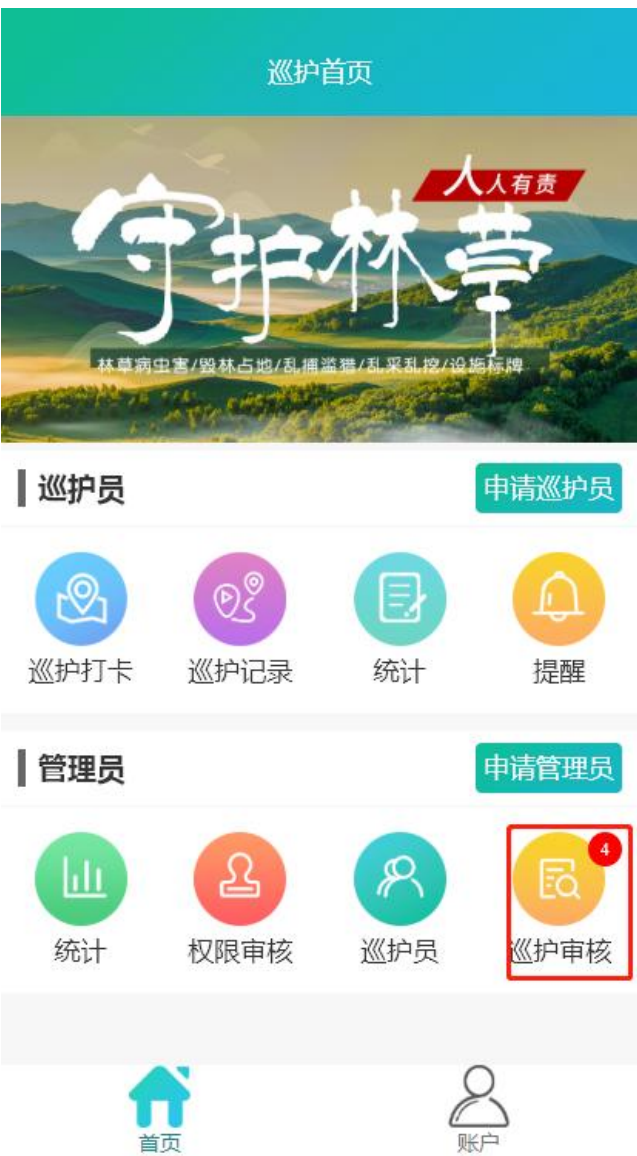 巡护首页
人人有责
守护林草
林草病虫害/毁林占地/乱捕滥猎/乱采乱挖/设施标牌
巡护员
申请巡护员
巡护打卡 巡护记录 统计 提醒
管理员
申请管理员
4
统计 权限审核 巡护员 巡护审核
首页 账户